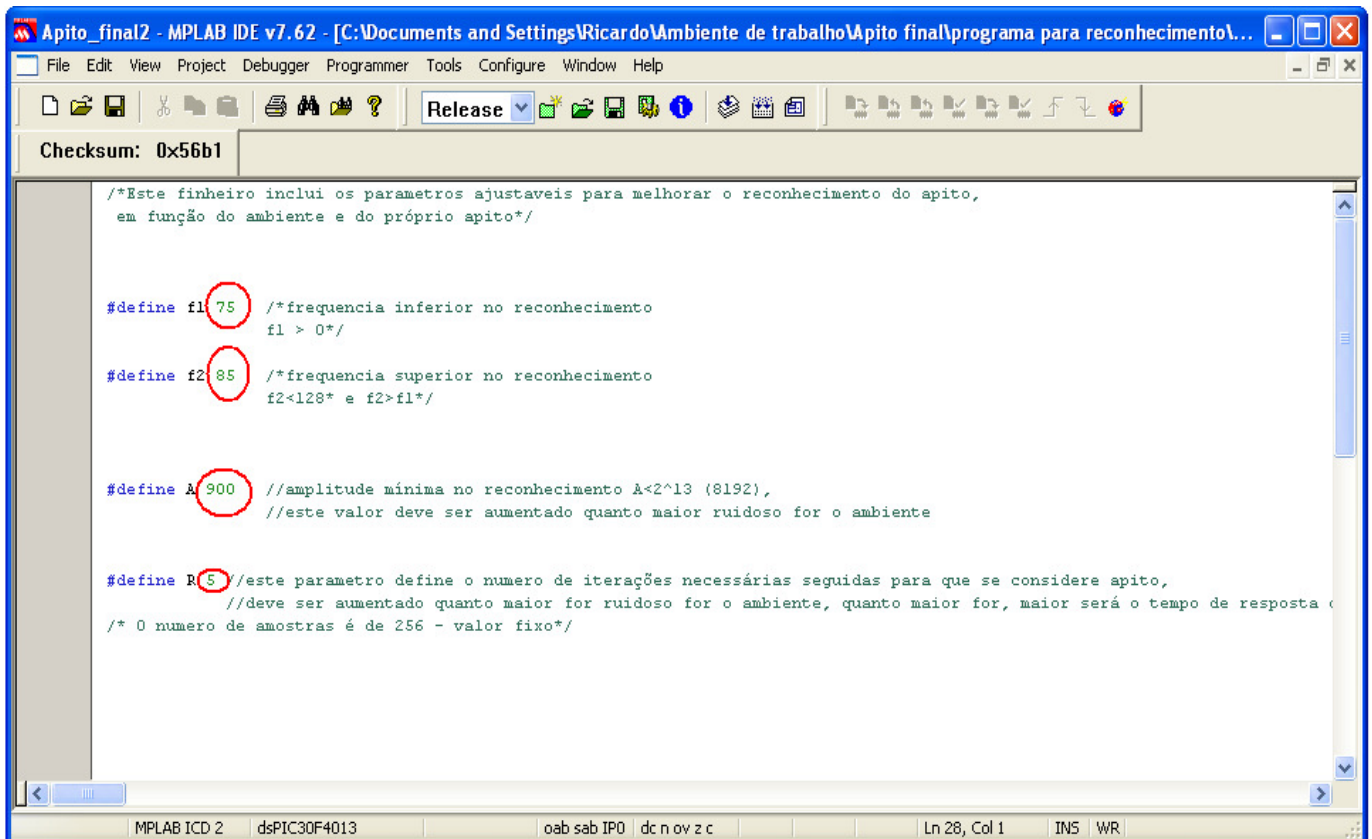 Apito_final2 - MPLAB IDE v7.62 - [C:\Documents and Settings\Ricardo\Ambiente de trabalho\Apito final\programa para reconhecimento\...
File Edit View Project Debugger Programmer Tools Configure Window Help
Release
Checksum: 0x56b1
/*Este finheiro inclui os parametros ajustaveis para melhorar o reconhecimento do apito,
em função do ambiente e do próprio apito*/
#define f1 75 /*frequencia inferior no reconhecimento
f1 > 0*/
#define f2 85 /*frequencia superior no reconhecimento
f2<128* e f2>f1*/
#define A 900 //amplitude mínima no reconhecimento A<2^13 (8192),
//este valor deve ser aumentado quanto maior ruidoso for o ambiente
#define R 5 //este parametro define o numero de iterações necessárias seguidas para que se considere apito,
//deve ser aumentado quanto maior for ruidoso for o ambiente, quanto maior for, maior será o tempo de resposta
/* O numero de amostras é de 256 - valor fixo*/
MPLAB ICD 2 dsPIC30F4013 oab sab IP0 dc n ov z c Ln 28, Col 1 INS WR